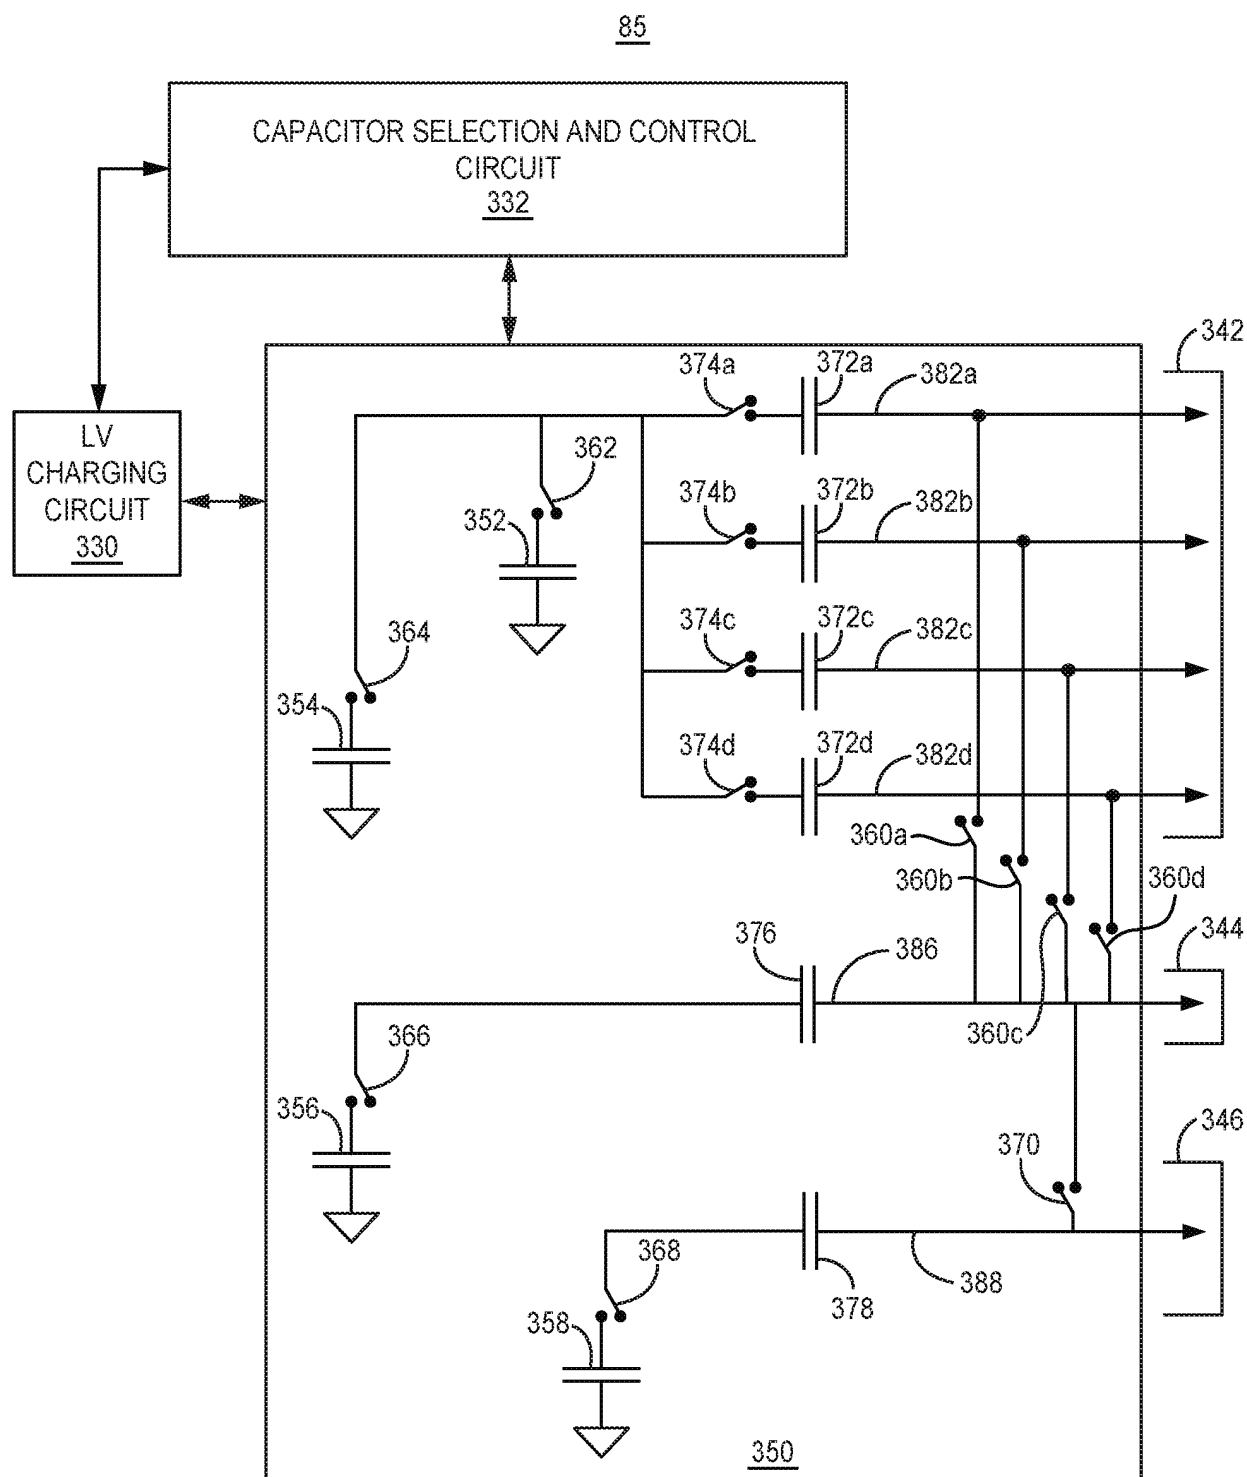 85
CAPACITOR SELECTION AND CONTROL
CIRCUIT
332
342
374a
372a
382a
LV
CHARGING
CIRCUIT
330
362
352
374b
372b
382b
364
354
374c
372c
382c
374d
372d
382d
360a
360b
360d
376
386
360c
344
366
356
370
346
368
358
378
388
350